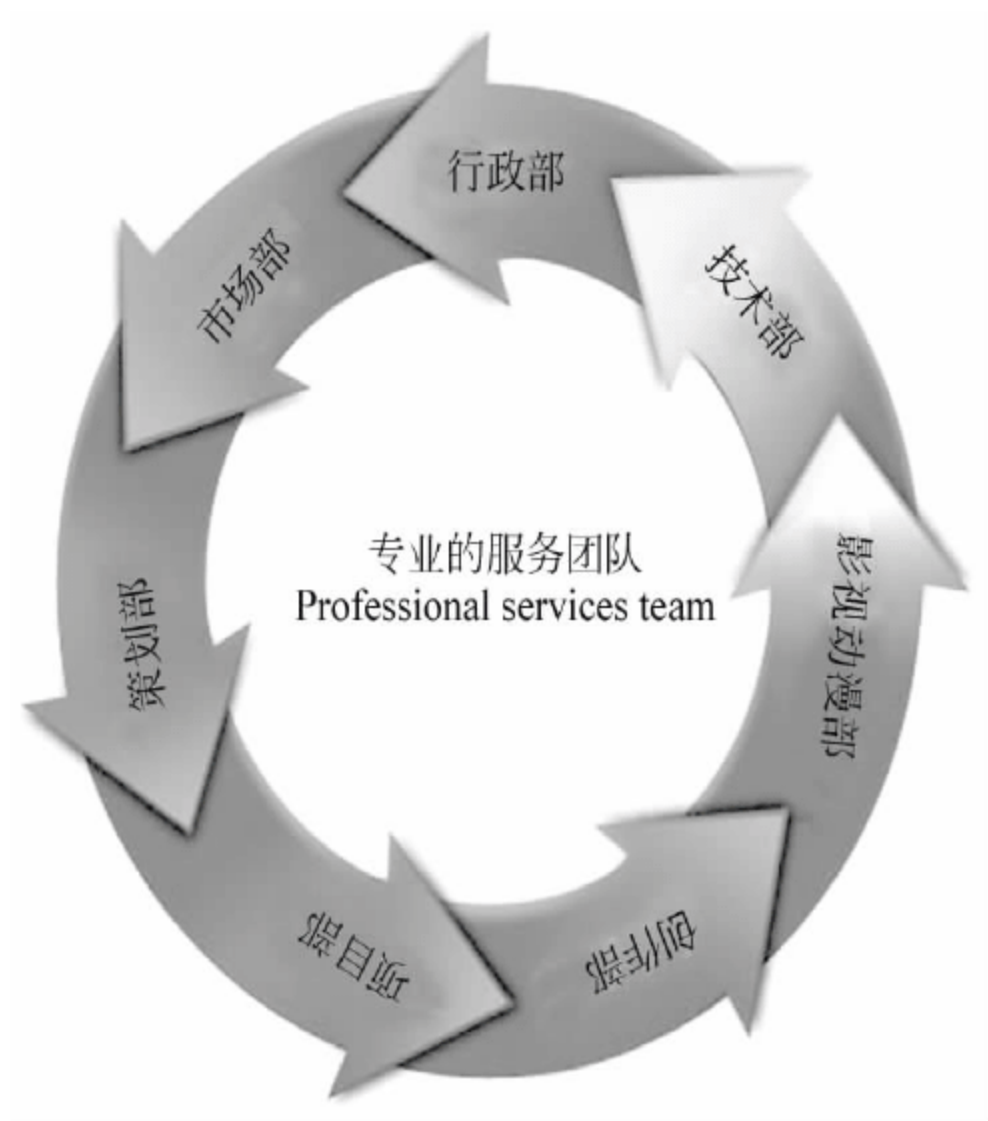 行政部
技术部
市场部
专业的服务团队
Professional services team
影视动漫部
策划部
项目部
创作部